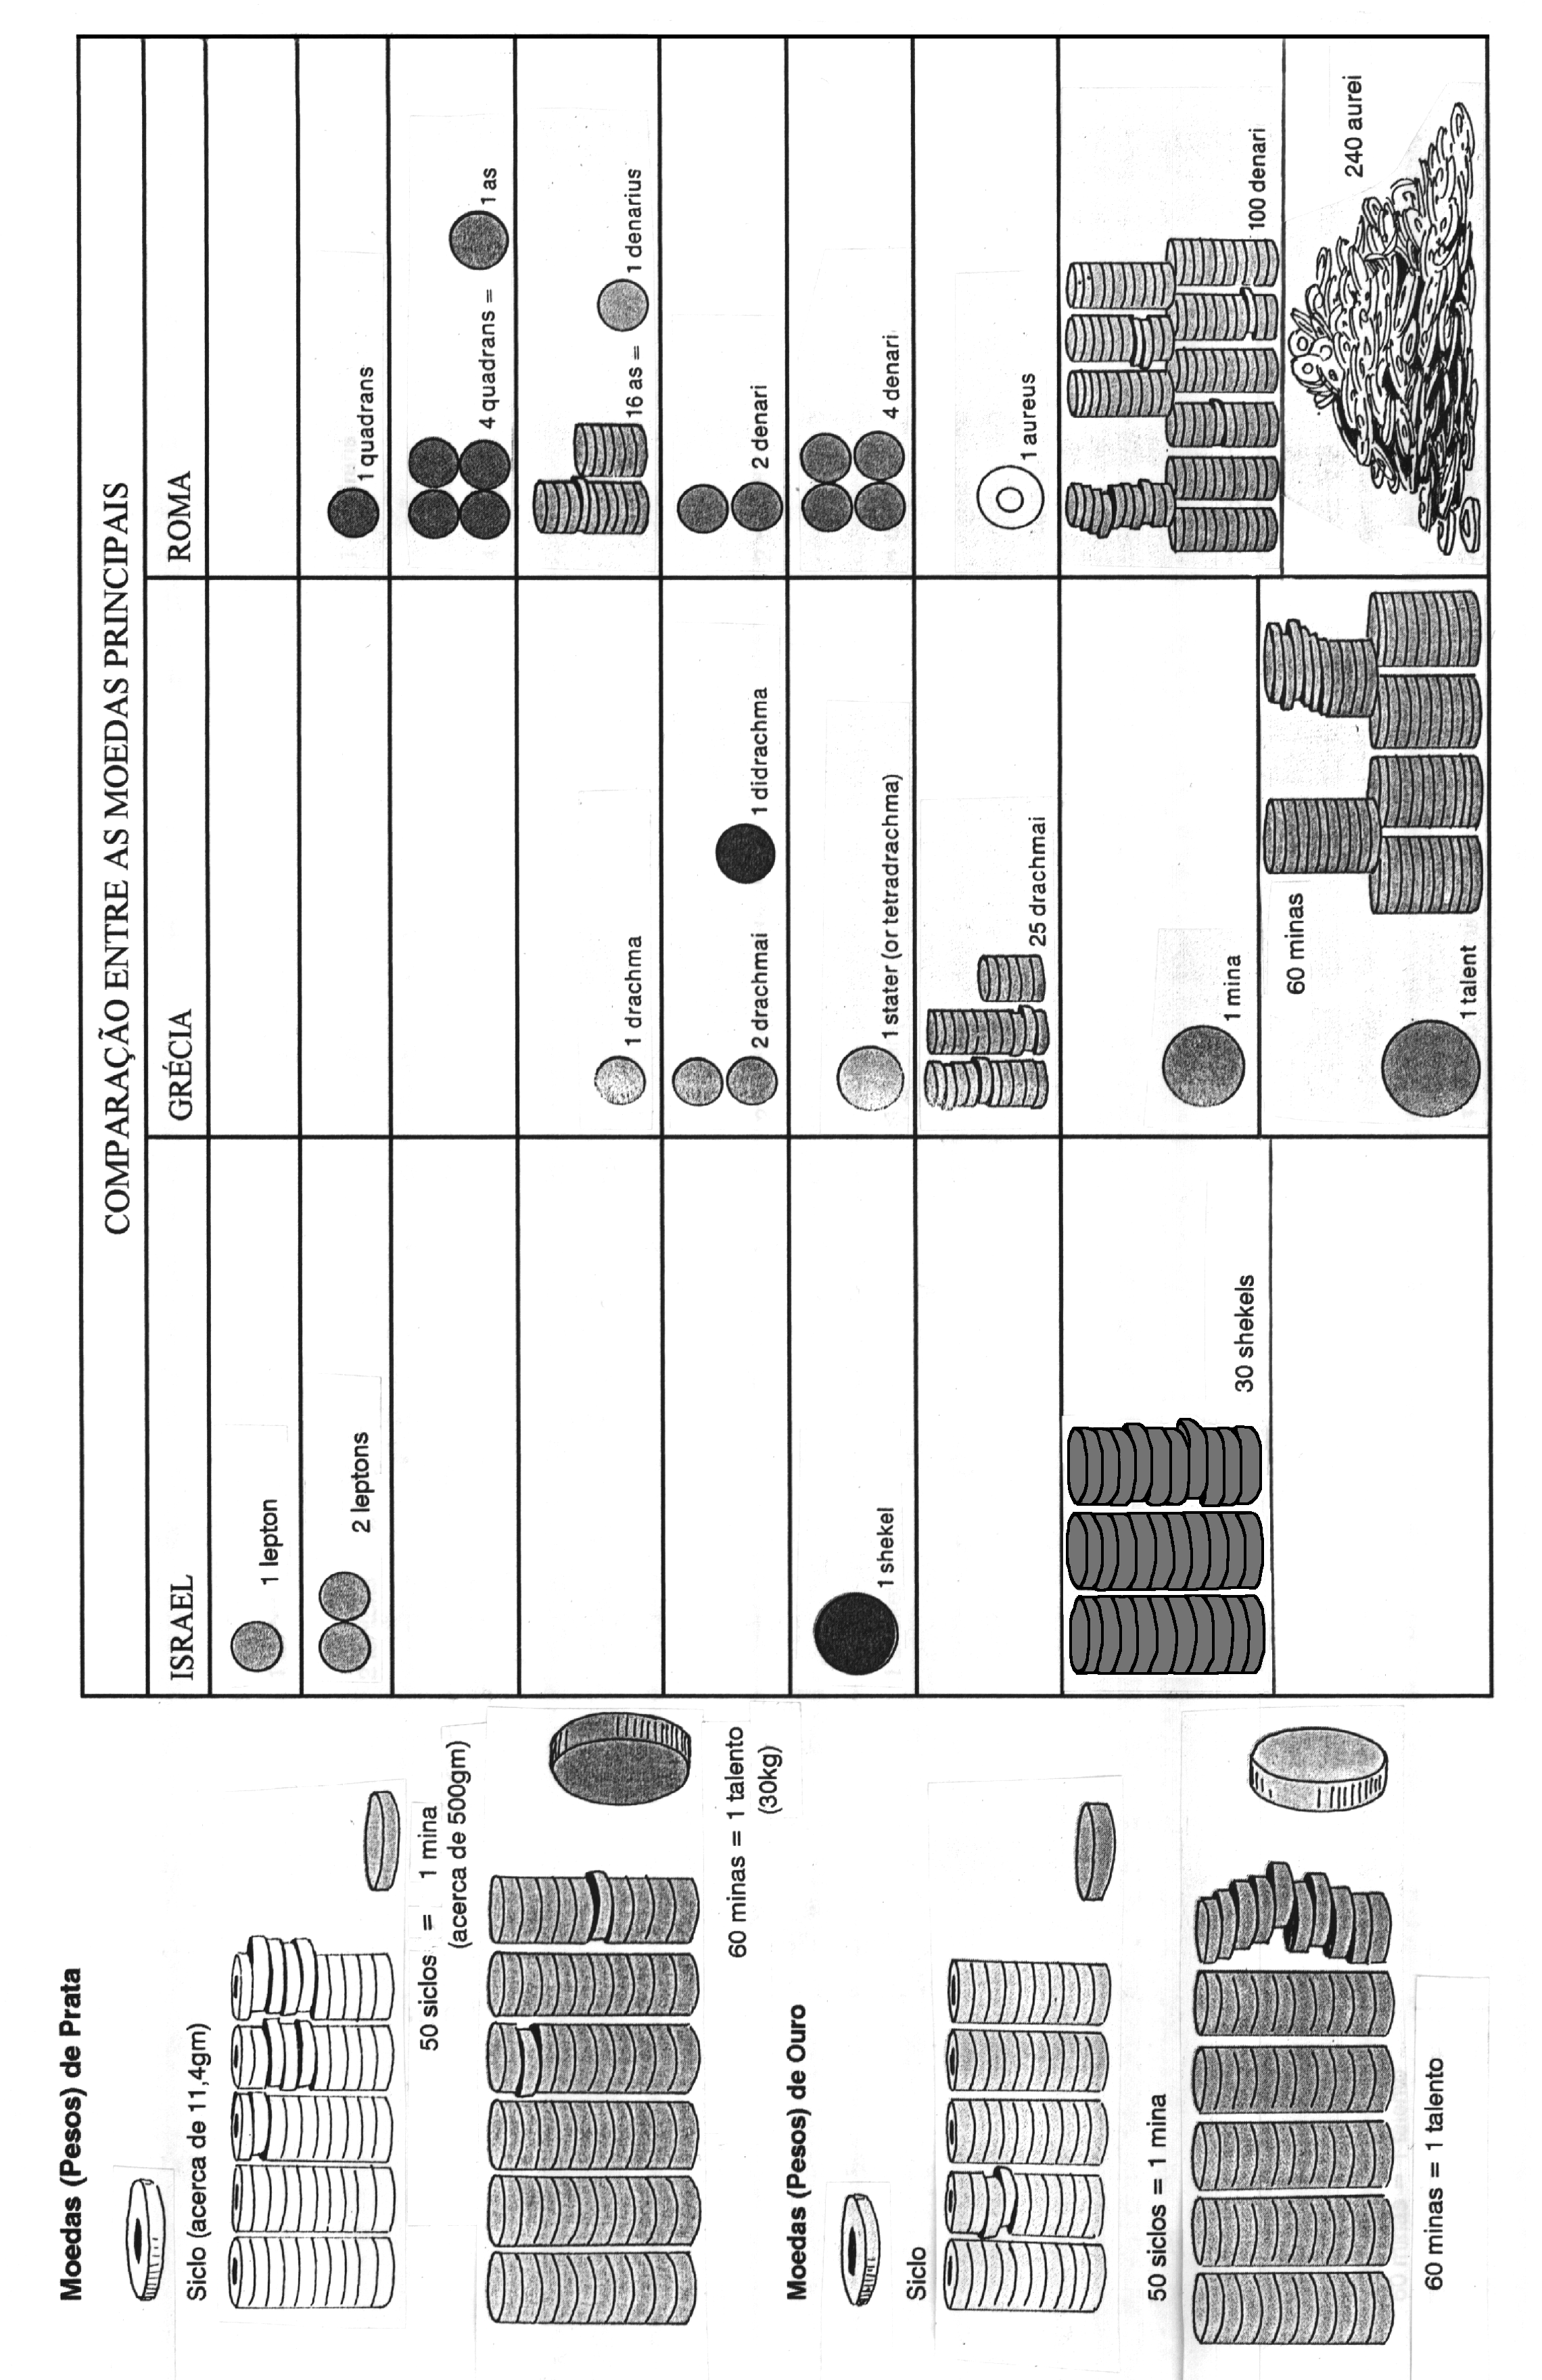 Moedas (Pesos) de Prata
Siclo (acerca de 11,4gm)
50 siclos = 1 mina
(acerca de 500gm)
60 minas = 1 talento
(30kg)
Moedas (Pesos) de Ouro
Siclo
50 siclos = 1 mina
60 minas = 1 talento
COMPARAÇÃO ENTRE AS MOEDAS PRINCIPAIS
ISRAEL GRÉCIA ROMA
1 lepton
2 leptons 1 quadrans
4 quadrans = 1 as
1 drachma 16 as = 1 denarius
2 drachmai 1 didrachma 2 denari
1 shekel 1 stater (or tetradrachma) 4 denari
25 drachmai 1 aureus
30 shekels 1 mina 100 denari
60 minas
1 talent 240 aurei